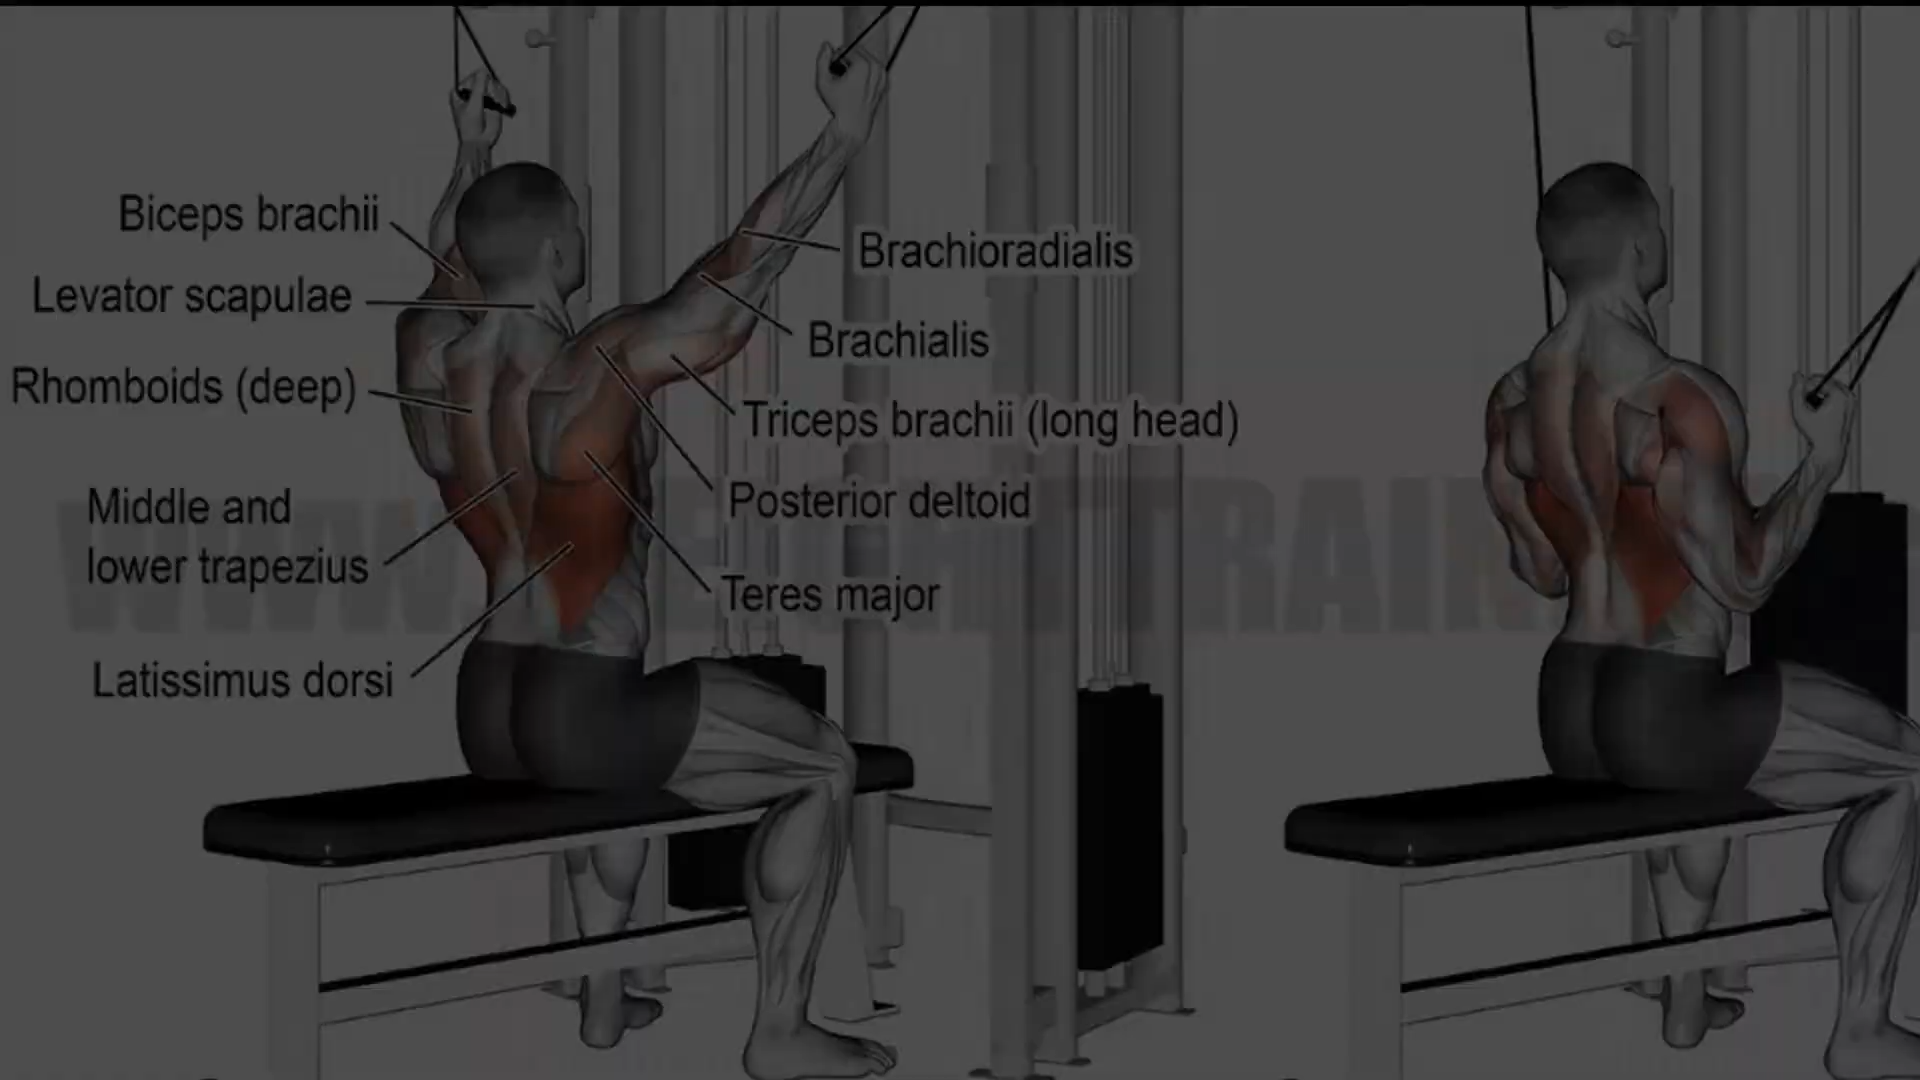 Biceps brachii
Levator scapulae
Rhomboids (deep)
Middle and
lower trapezius
Latissimus dorsi
Brachioradialis
Brachialis
Triceps brachii (long head)
Posterior deltoid
Teres major